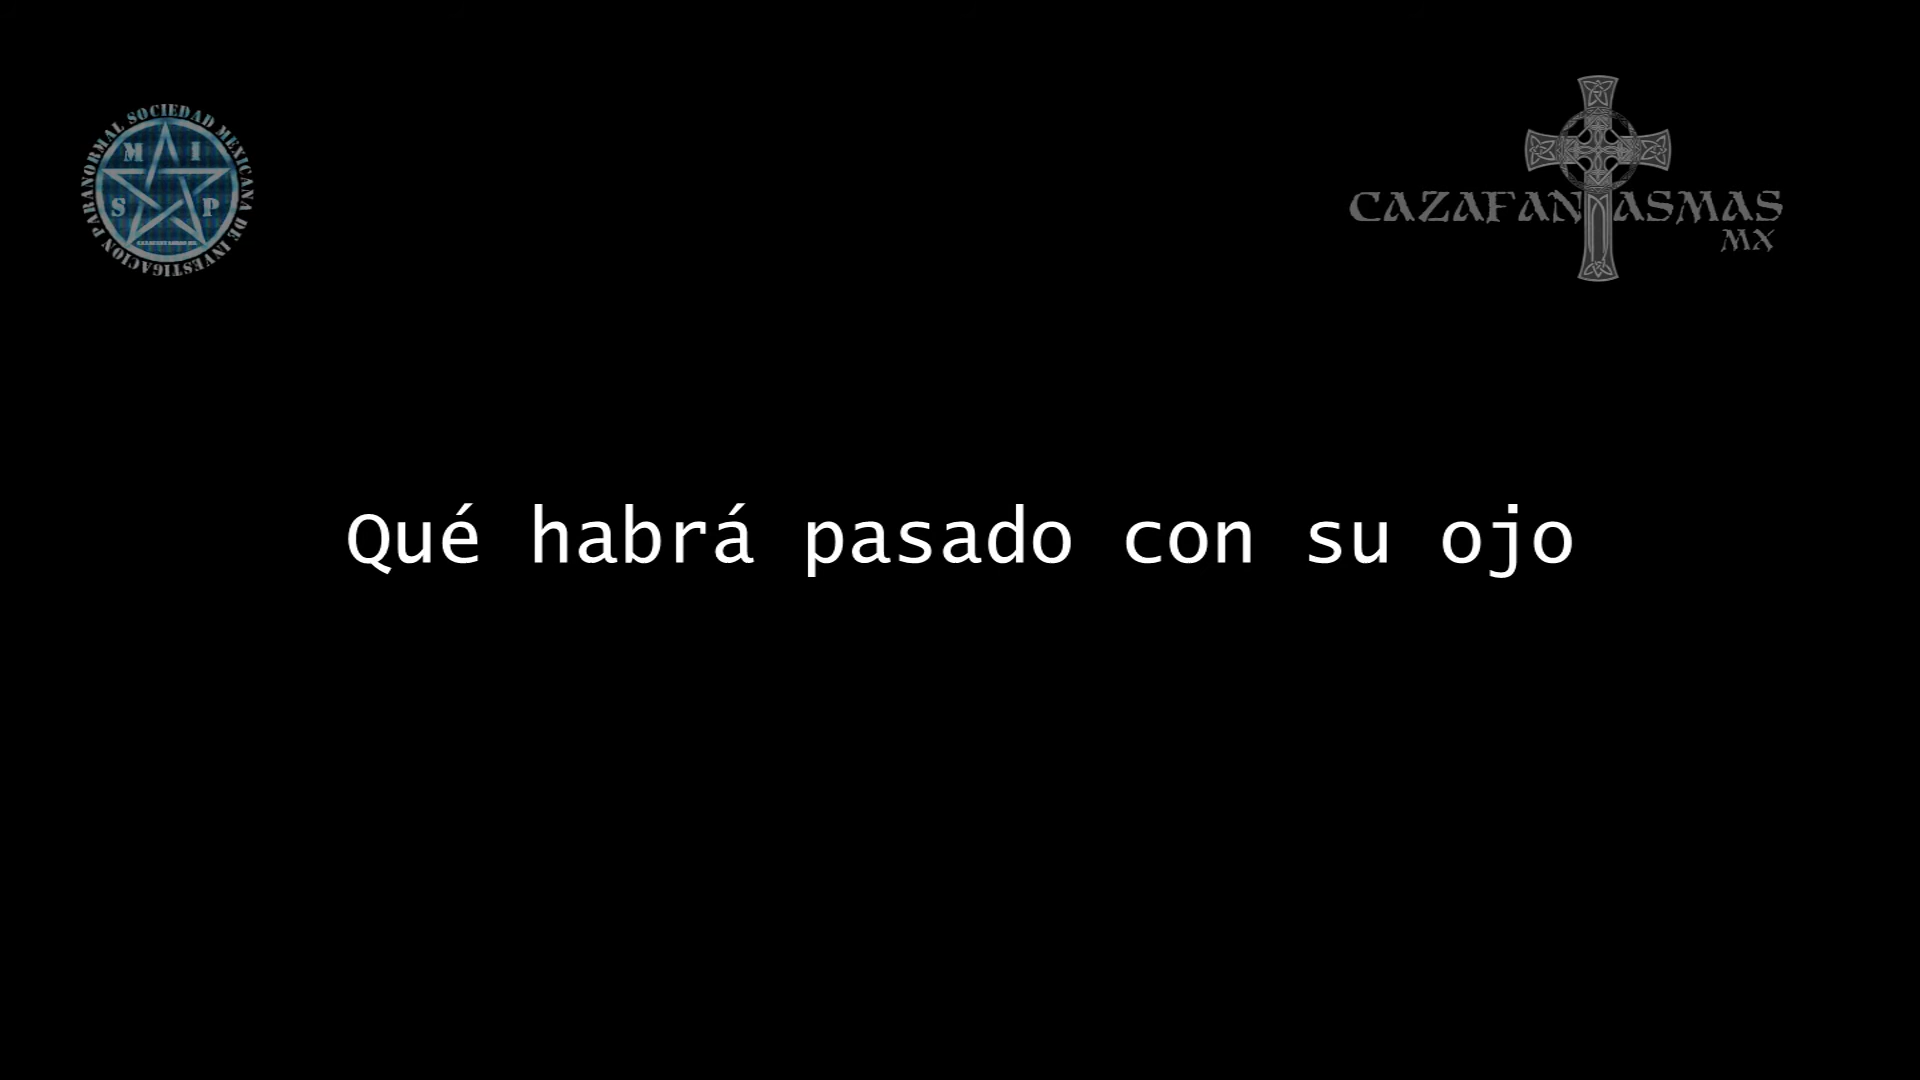 SOCIEDAD MEXICANA DE INVESTIGACION PARANORMAL
M I
S P
CAZAFANTASMAS
MX
Qué habrá pasado con su ojo